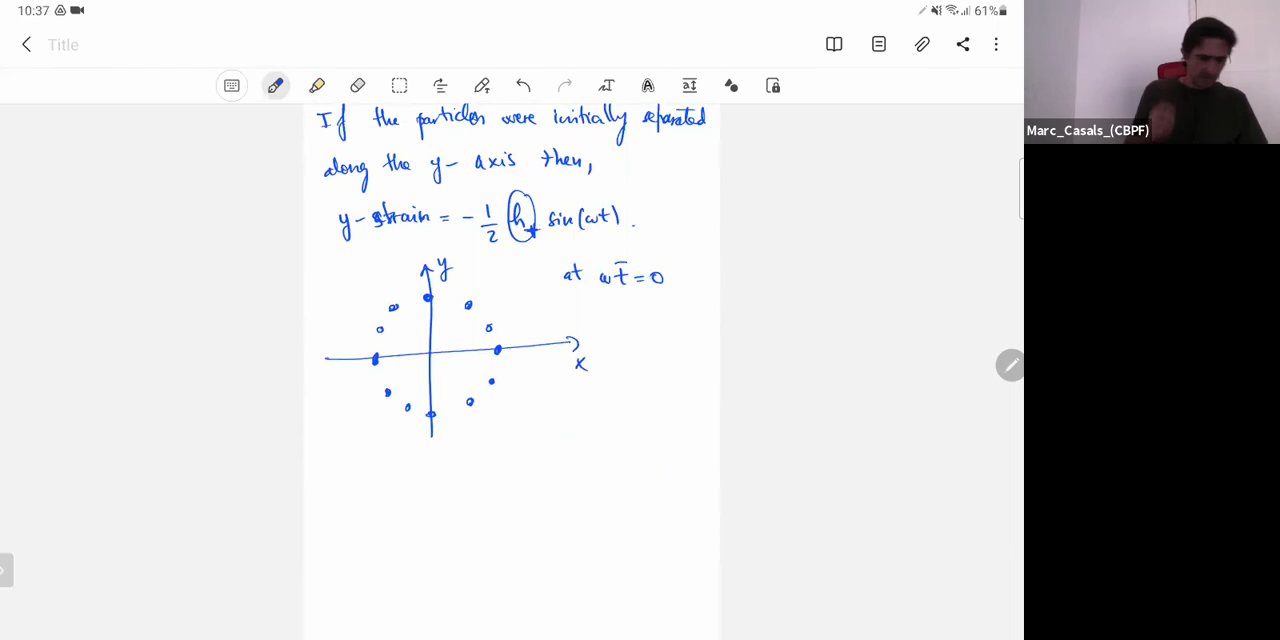 10:37
61%
Title
Marc_Casals_(CBPF)
If the particles were initially separated
along the y-axis then,
y-strain = - 1/2 h+ sin(ωt).
y
at ωt̄ = 0
x